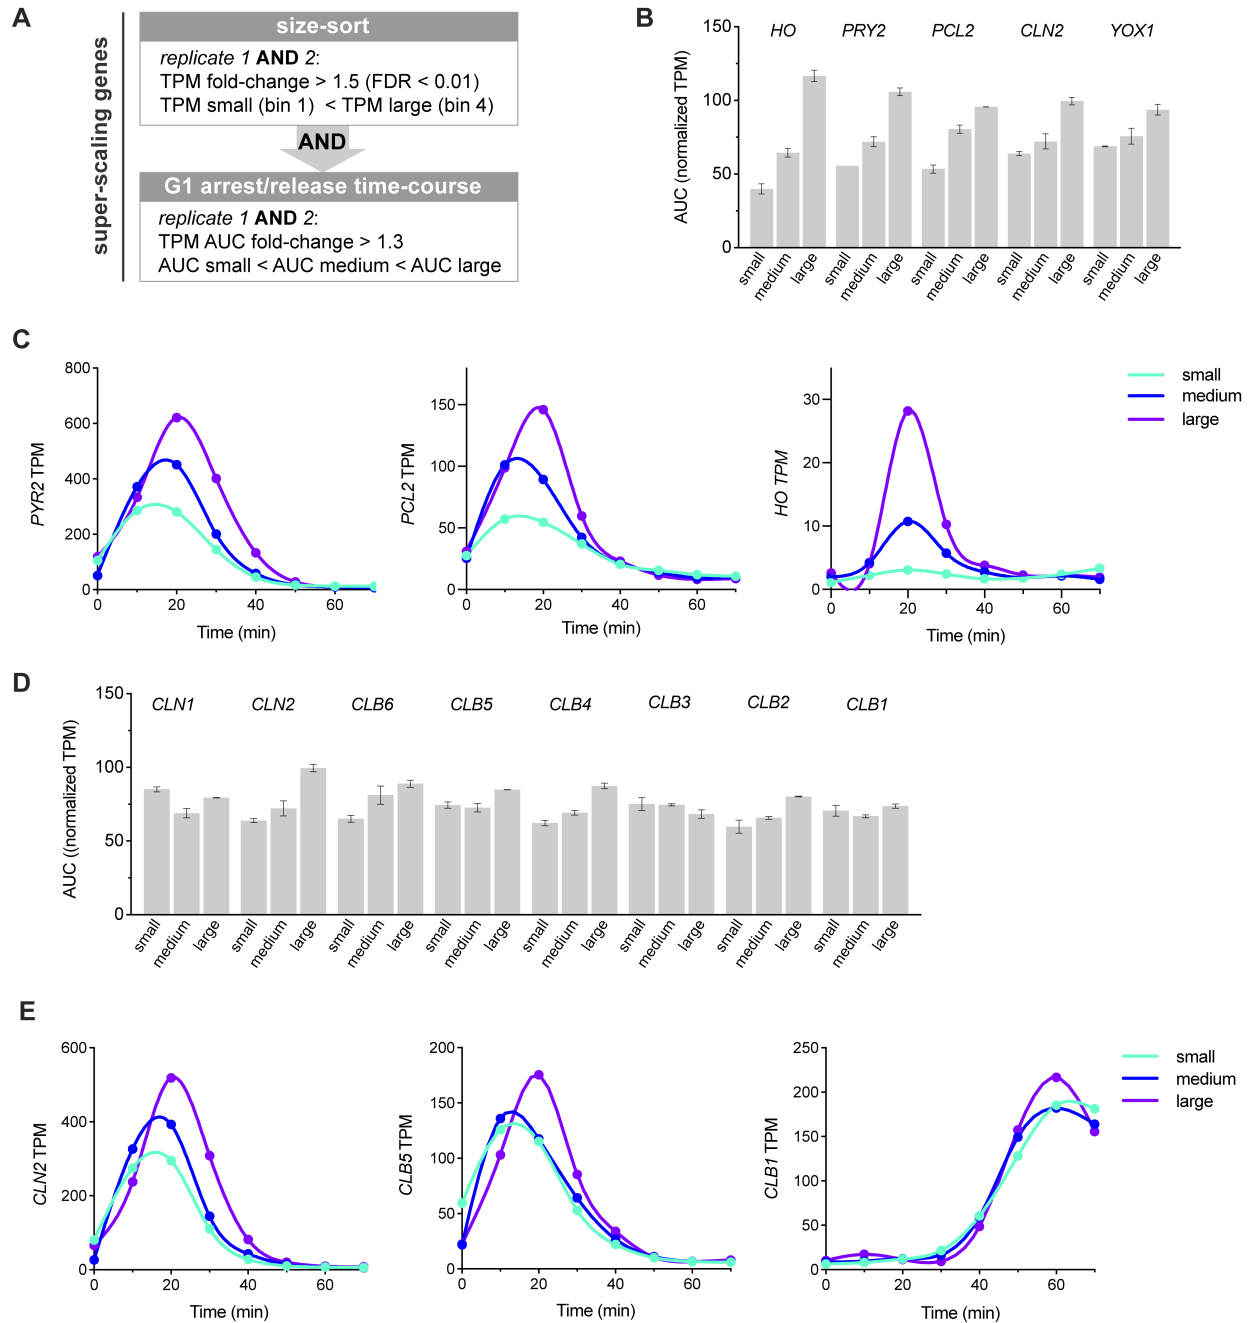 A
super-scaling genes
size-sort
replicate 1 AND 2:
TPM fold-change > 1.5 (FDR < 0.01)
TPM small (bin 1) < TPM large (bin 4)
AND
G1 arrest/release time-course
replicate 1 AND 2:
TPM AUC fold-change > 1.3
AUC small < AUC medium < AUC large
B
AUC (normalized TPM)
150
100
50
0
HO PRY2 PCL2 CLN2 YOX1
small medium large small medium large small medium large small medium large small medium large
C
PYR2 TPM
800
600
400
200
0
0 20 40 60
Time (min)
PCL2 TPM
150
100
50
0
0 20 40 60
Time (min)
HO TPM
30
20
10
0
0 20 40 60
Time (min)
small
medium
large
D
AUC ((normalized TPM)
150
100
50
0
CLN1 CLN2 CLB6 CLB5 CLB4 CLB3 CLB2 CLB1
small medium large small medium large small medium large small medium large small medium large small medium large small medium large small medium large
E
CLN2 TPM
600
400
200
0
0 20 40 60
Time (min)
CLB5 TPM
200
150
100
50
0
0 20 40 60
Time (min)
CLB1 TPM
250
200
150
100
50
0
0 20 40 60
Time (min)
small
medium
large